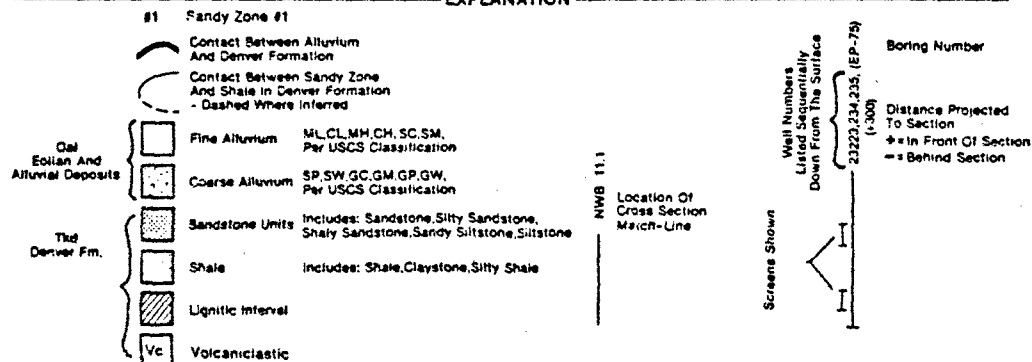 EXPLANATION
#1 Sandy Zone #1
Contact Between Alluvium
And Denver Formation
Contact Between Sandy Zone
And Shale In Denver Formation
- Dashed Where Inferred
Qal
Eolian And
Alluvial Deposits
Fine Alluvium
ML,CL,MH,CH,SC,SM,
Per USCS Classification
Coarse Alluvium
SP,SW,GC,GM,GP,GW,
Per USCS Classification
Tkd
Denver Fm.
Sandstone Units
Includes: Sandstone,Silty Sandstone,
Shaly Sandstone,Sandy Siltstone,Siltstone
Shale
Includes: Shale,Claystone,Silty Shale
Lignitic Interval
Vc Volcaniclastic
NWB 11.1
Location Of
Cross Section
Match-Line
Well Numbers
Listed Sequentially
Down From The Surface
23223,234,235, (EP-75)
(+300)
Boring Number
Distance Projected
To Section
+=In Front Of Section
-=Behind Section
Screens Shown